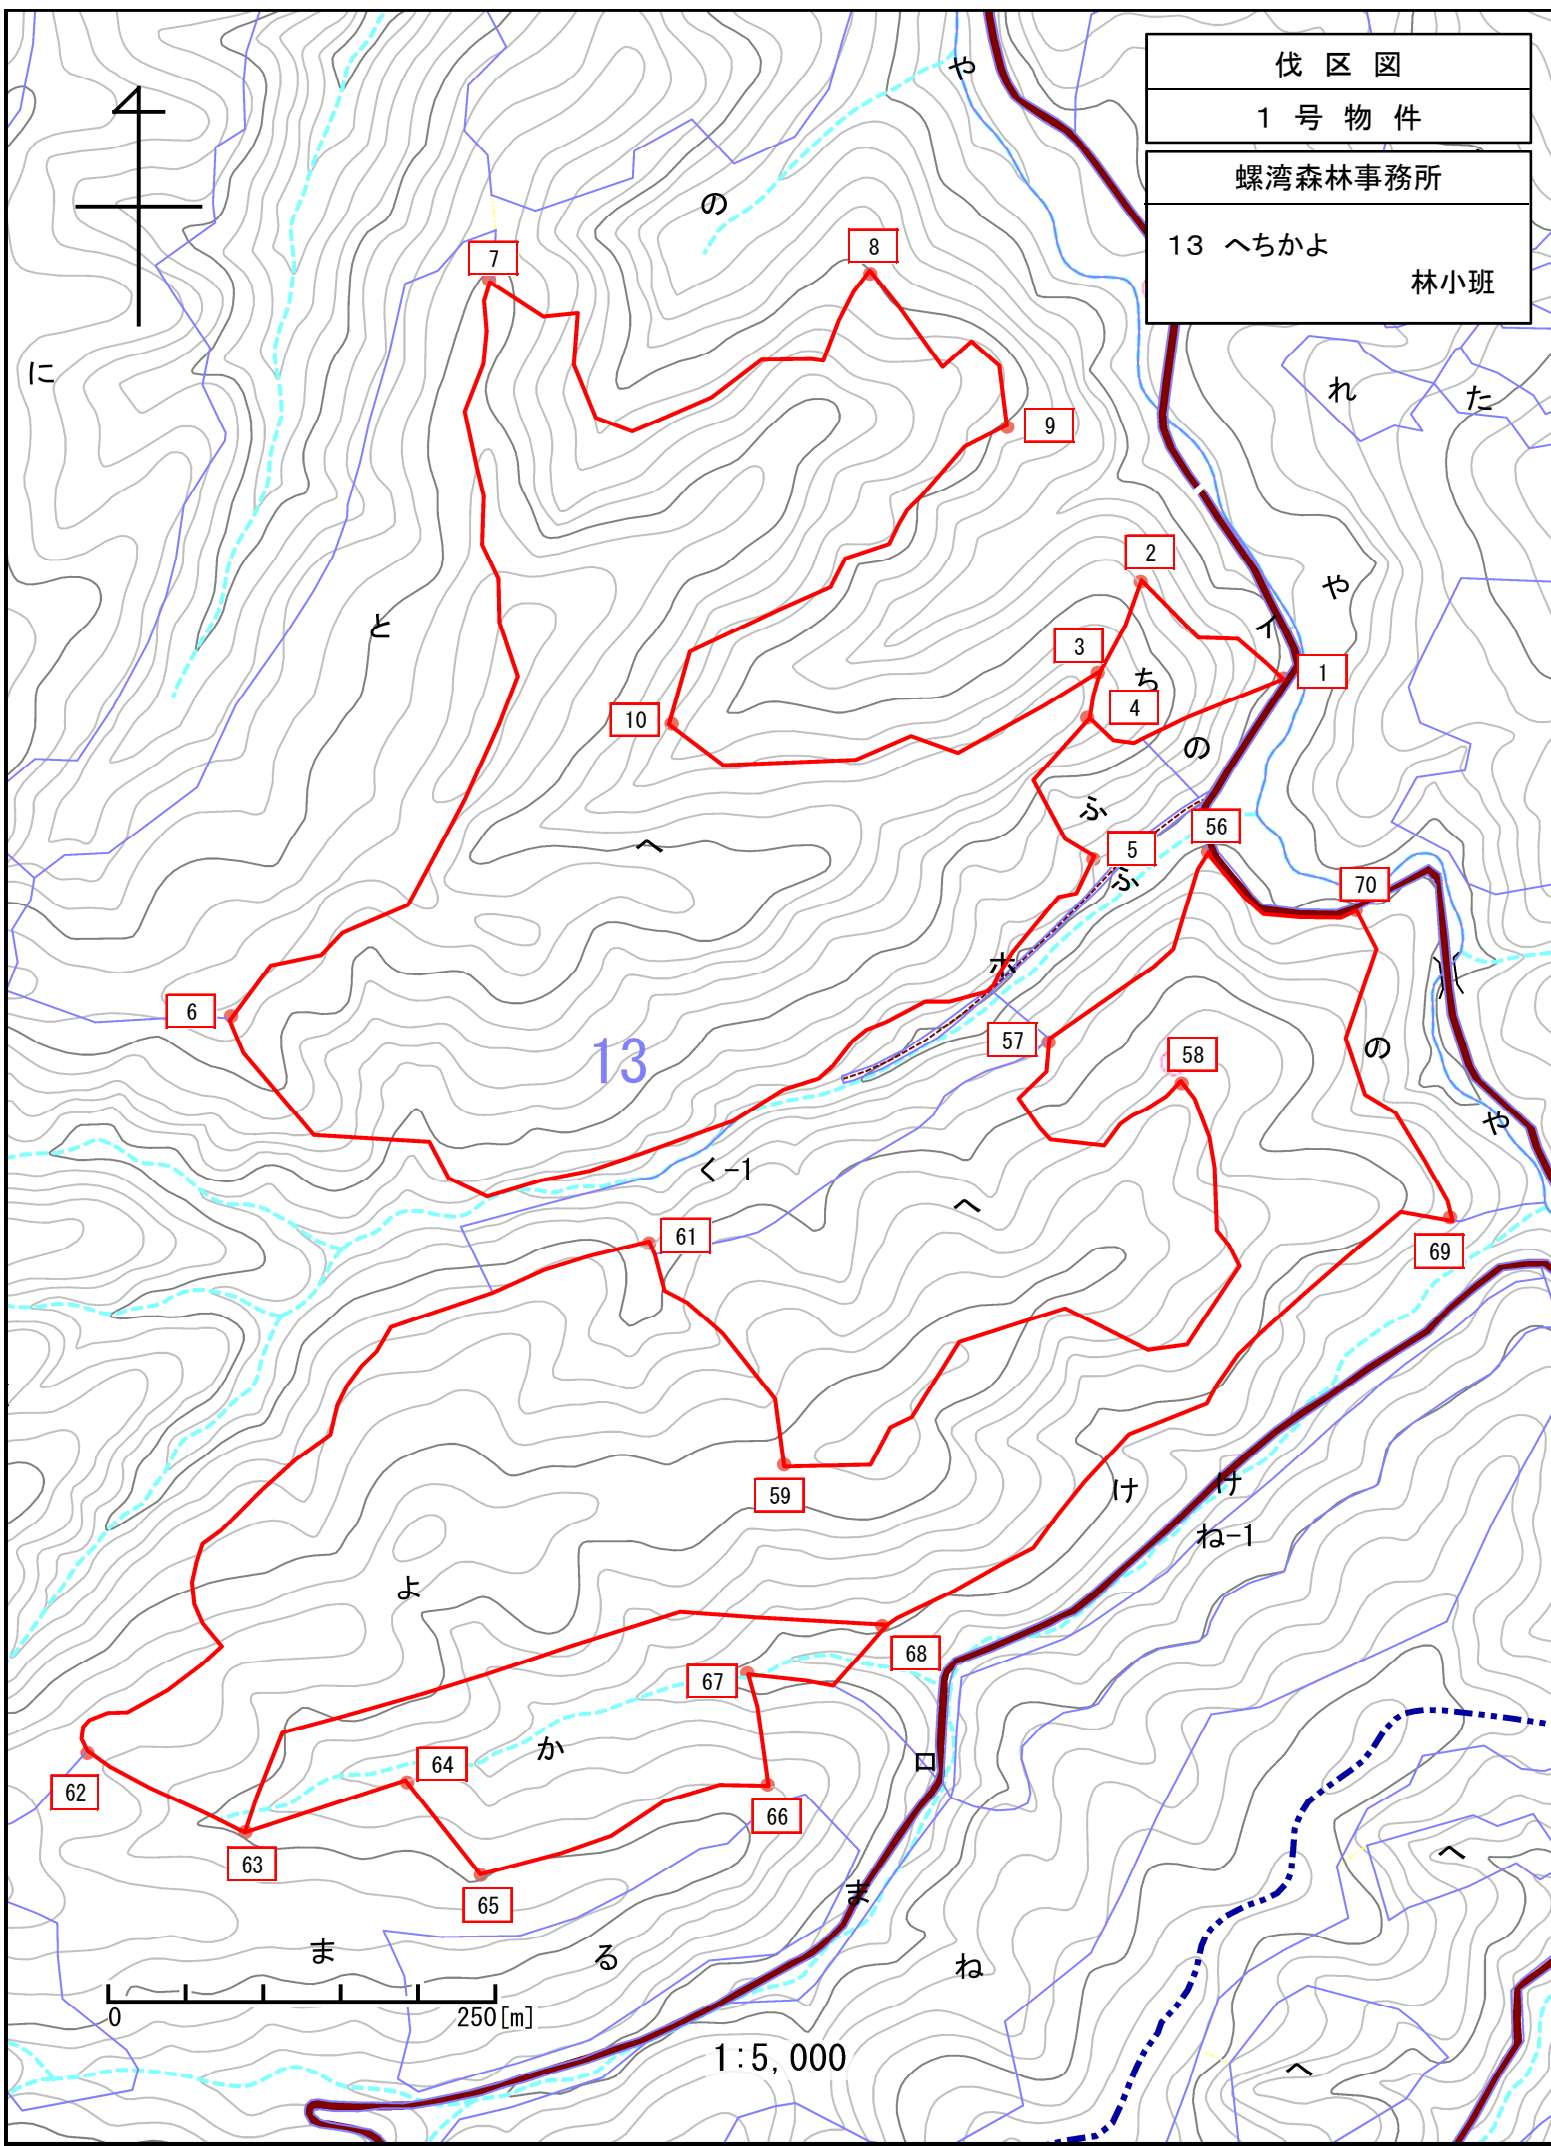 伐 区 図
1 号 物 件
螺湾森林事務所
13 へちかよ
林小班
や
の
7
8
に
れ
た
9
2
や
イ
と
3
ち
1
4
10
の
ふ
56
へ
5
ふ
70
ホ
6
57
13
58
の
や
く-1
へ
61
69
59
け
け
ね-1
よ
68
67
か
64
ロ
62
66
63
へ
65
ま
ま
る
ね
0
250[m]
1:5,000
へ